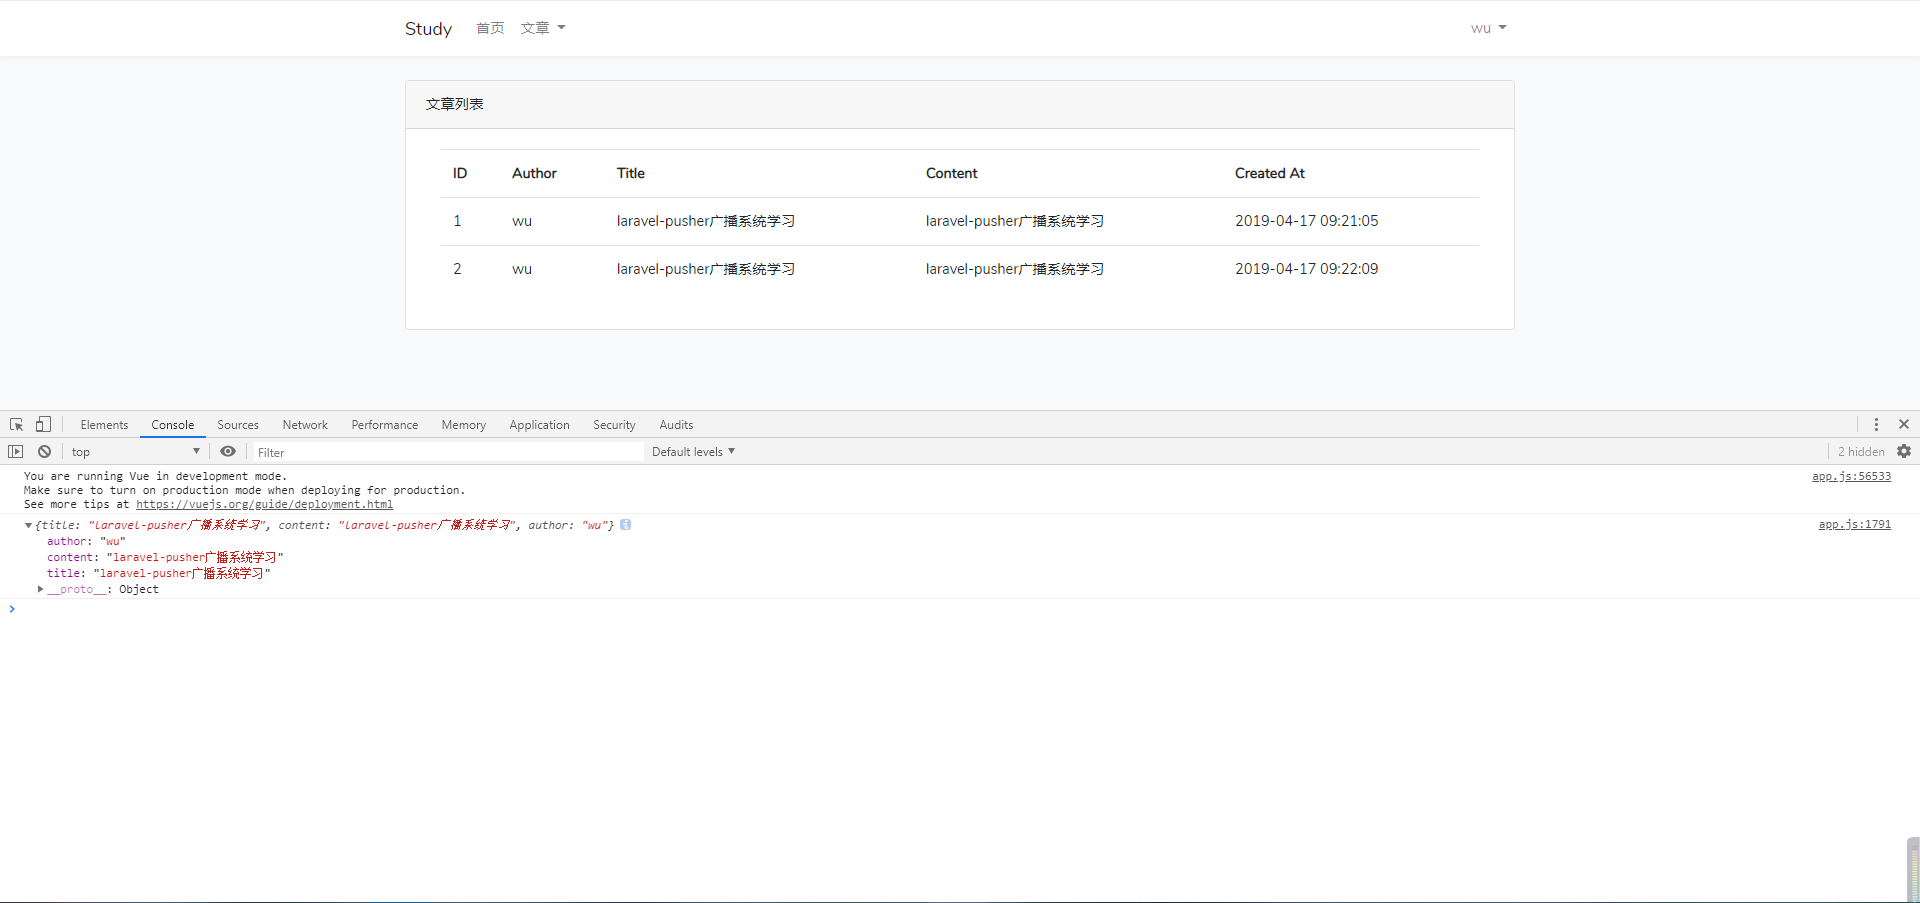 Study 首页 文章 wu
文章列表
ID Author Title Content Created At
1 wu laravel-pusher广播系统学习 laravel-pusher广播系统学习 2019-04-17 09:21:05
2 wu laravel-pusher广播系统学习 laravel-pusher广播系统学习 2019-04-17 09:22:09
Elements Console Sources Network Performance Memory Application Security Audits
top Filter Default levels 2 hidden
You are running Vue in development mode. app.js:56533
Make sure to turn on production mode when deploying for production.
See more tips at https://vuejs.org/guide/deployment.html
{title: "laravel-pusher广播系统学习", content: "laravel-pusher广播系统学习", author: "wu"} app.js:1791
author: "wu"
content: "laravel-pusher广播系统学习"
title: "laravel-pusher广播系统学习"
__proto__: Object